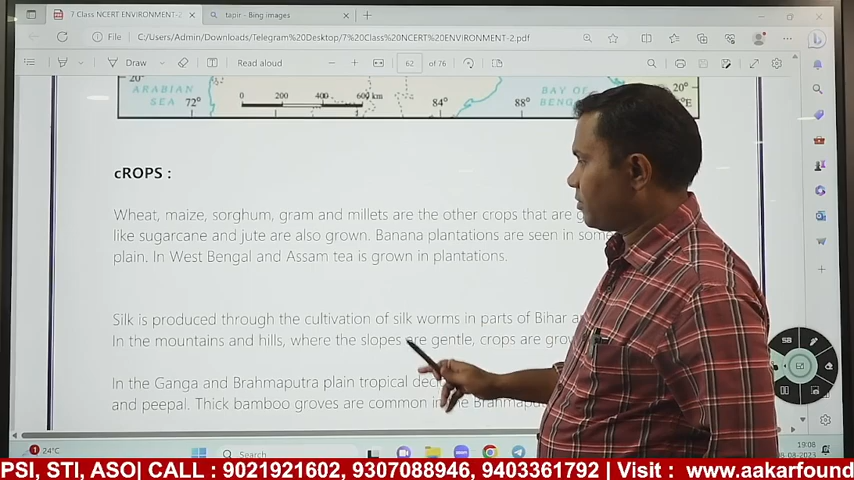 7 Class NCERT ENVIRONMENT-2
tapir - Bing images
File
C:/Users/Admin/Downloads/Telegram%20Desktop/7%20Class%20NCERT%20ENVIRONMENT-2.pdf
Draw
Read aloud
62
of 76
20°
ARABIAN
SEA
72°
0 200 400 600 km
84°
88°
BAY OF
BENG
20°
°E
cROPS :
Wheat, maize, sorghum, gram and millets are the other crops that are
like sugarcane and jute are also grown. Banana plantations are seen in some
plain. In West Bengal and Assam tea is grown in plantations.
Silk is produced through the cultivation of silk worms in parts of Bihar
In the mountains and hills, where the slopes are gentle, crops are
In the Ganga and Brahmaputra plain tropical
and peepal. Thick bamboo groves are common in the
SB
1
24°C
Search
19:08
-08-2023
PSI, STI, ASO| CALL : 9021921602, 9307088946, 9403361792 | Visit : www.aakarfound